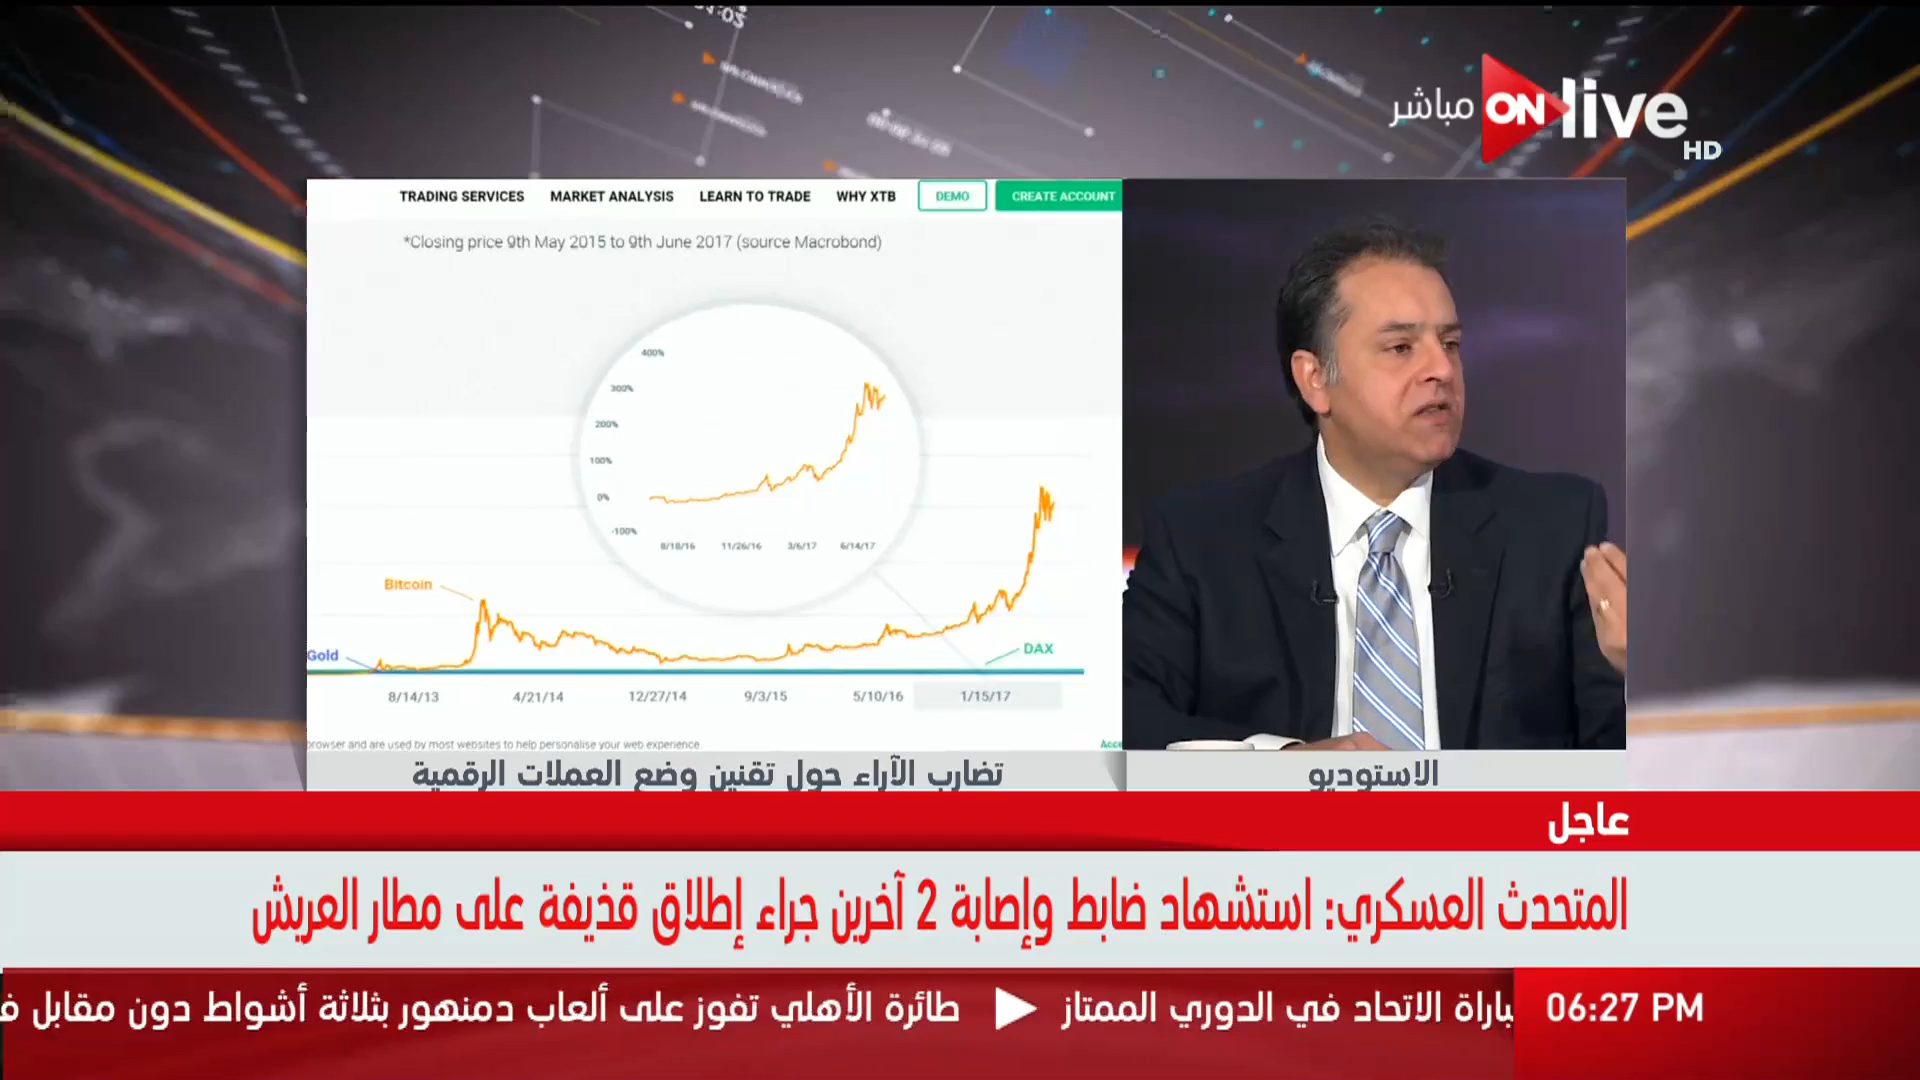 مباشر ON live
HD
TRADING SERVICES MARKET ANALYSIS LEARN TO TRADE WHY XTB DEMO CREATE ACCOUNT
*Closing price 9th May 2015 to 9th June 2017 (source Macrobond)
400%
300%
200%
100%
0%
-100%
8/18/16 11/26/16 3/6/17 6/14/17
Bitcoin
Gold
DAX
8/14/13 4/21/14 12/27/14 9/3/15 5/10/16 1/15/17
browser and are used by most websites to help personalise your web experience.
تضارب الآراء حول تقنين وضع العملات الرقمية
الاستوديو
عاجل
المتحدث العسكري: استشهاد ضابط وإصابة 2 آخرين جراء إطلاق قذيفة على مطار العريش
باراة الاتحاد في الدوري الممتاز
طائرة الأهلي تفوز على ألعاب دمنهور بثلاثة أشواط دون مقابل
06:27 PM